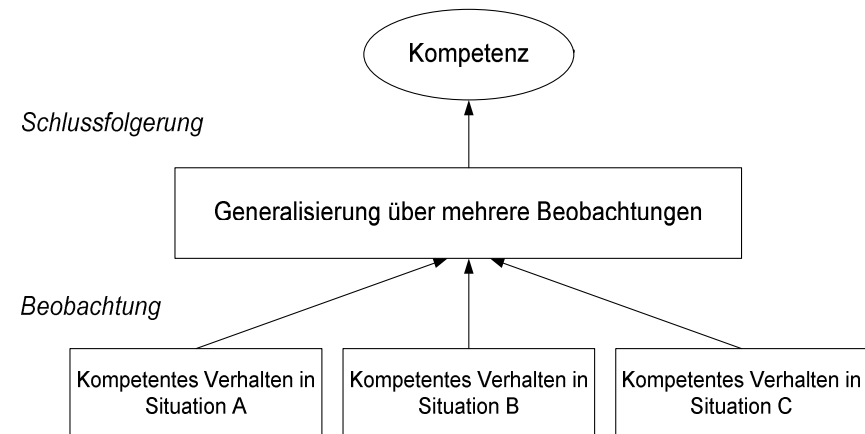 Kompetenz
Schlussfolgerung
Generalisierung über mehrere Beobachtungen
Beobachtung
Kompetentes Verhalten in
Situation A
Kompetentes Verhalten in
Situation B
Kompetentes Verhalten in
Situation C